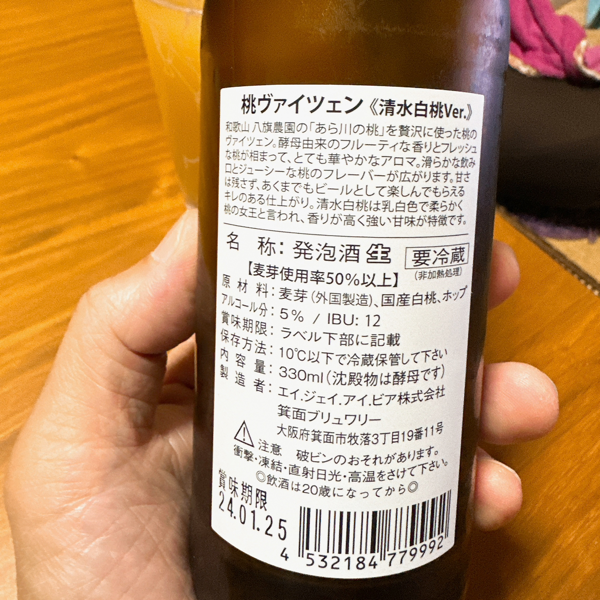 桃ヴァイツェン《清水白桃Ver.》
和歌山 八旗農園の「あら川の桃」を贅沢に使った桃の
ヴァイツェン。酵母由来のフルーティな香りとフレッシュ
な桃が相まって、とても華やかなアロマ。滑らかな飲み
口とジューシーな桃のフレーバーが広がります。甘さ
は残さず、あくまでもビールとして楽しんでもらえる
キレのある仕上がり。清水白桃は乳白色で柔らかく
桃の女王と言われ、香りが高く強い甘味が特徴です。
名 称：発泡酒 生 要冷蔵
【麦芽使用率50%以上】 (非加熱処理)
原 材 料：麦芽(外国製造)、国産白桃、ホップ
アルコール分：5% / IBU: 12
賞味期限：ラベル下部に記載
保存方法：10℃以下で冷蔵保管して下さい
内 容 量：330ml(沈殿物は酵母です)
製 造 者：エイ.ジェイ.アイ.ビア株式会社
箕面ブリュワリー
大阪府箕面市牧落3丁目19番11号
注意 破ビンのおそれがあります。
衝撃・凍結・直射日光・高温をさけて下さい。
◎飲酒は20歳になってから◎
賞味期限
24.01.25
4 532184 779992